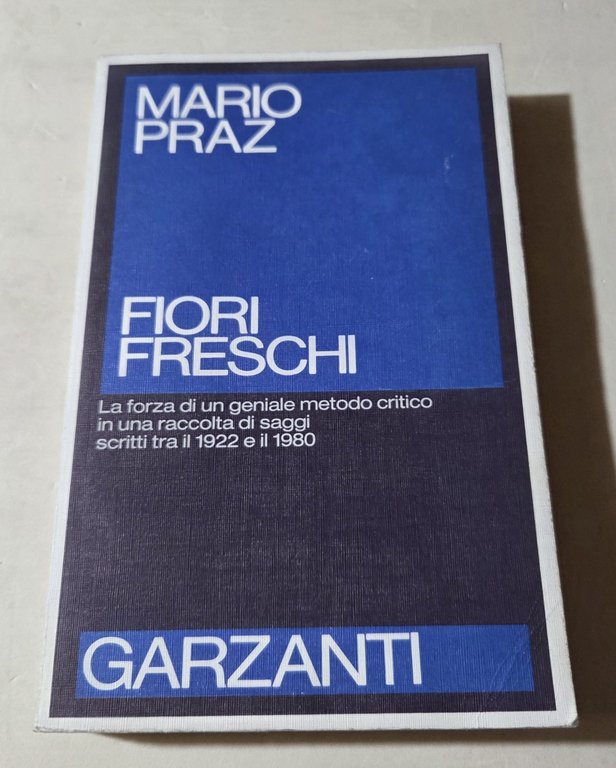 MARIO
PRAZ
FIORI
FRESCHI
La forza di un geniale metodo critico
in una raccolta di saggi
scritti tra il 1922 e il 1980
GARZANTI